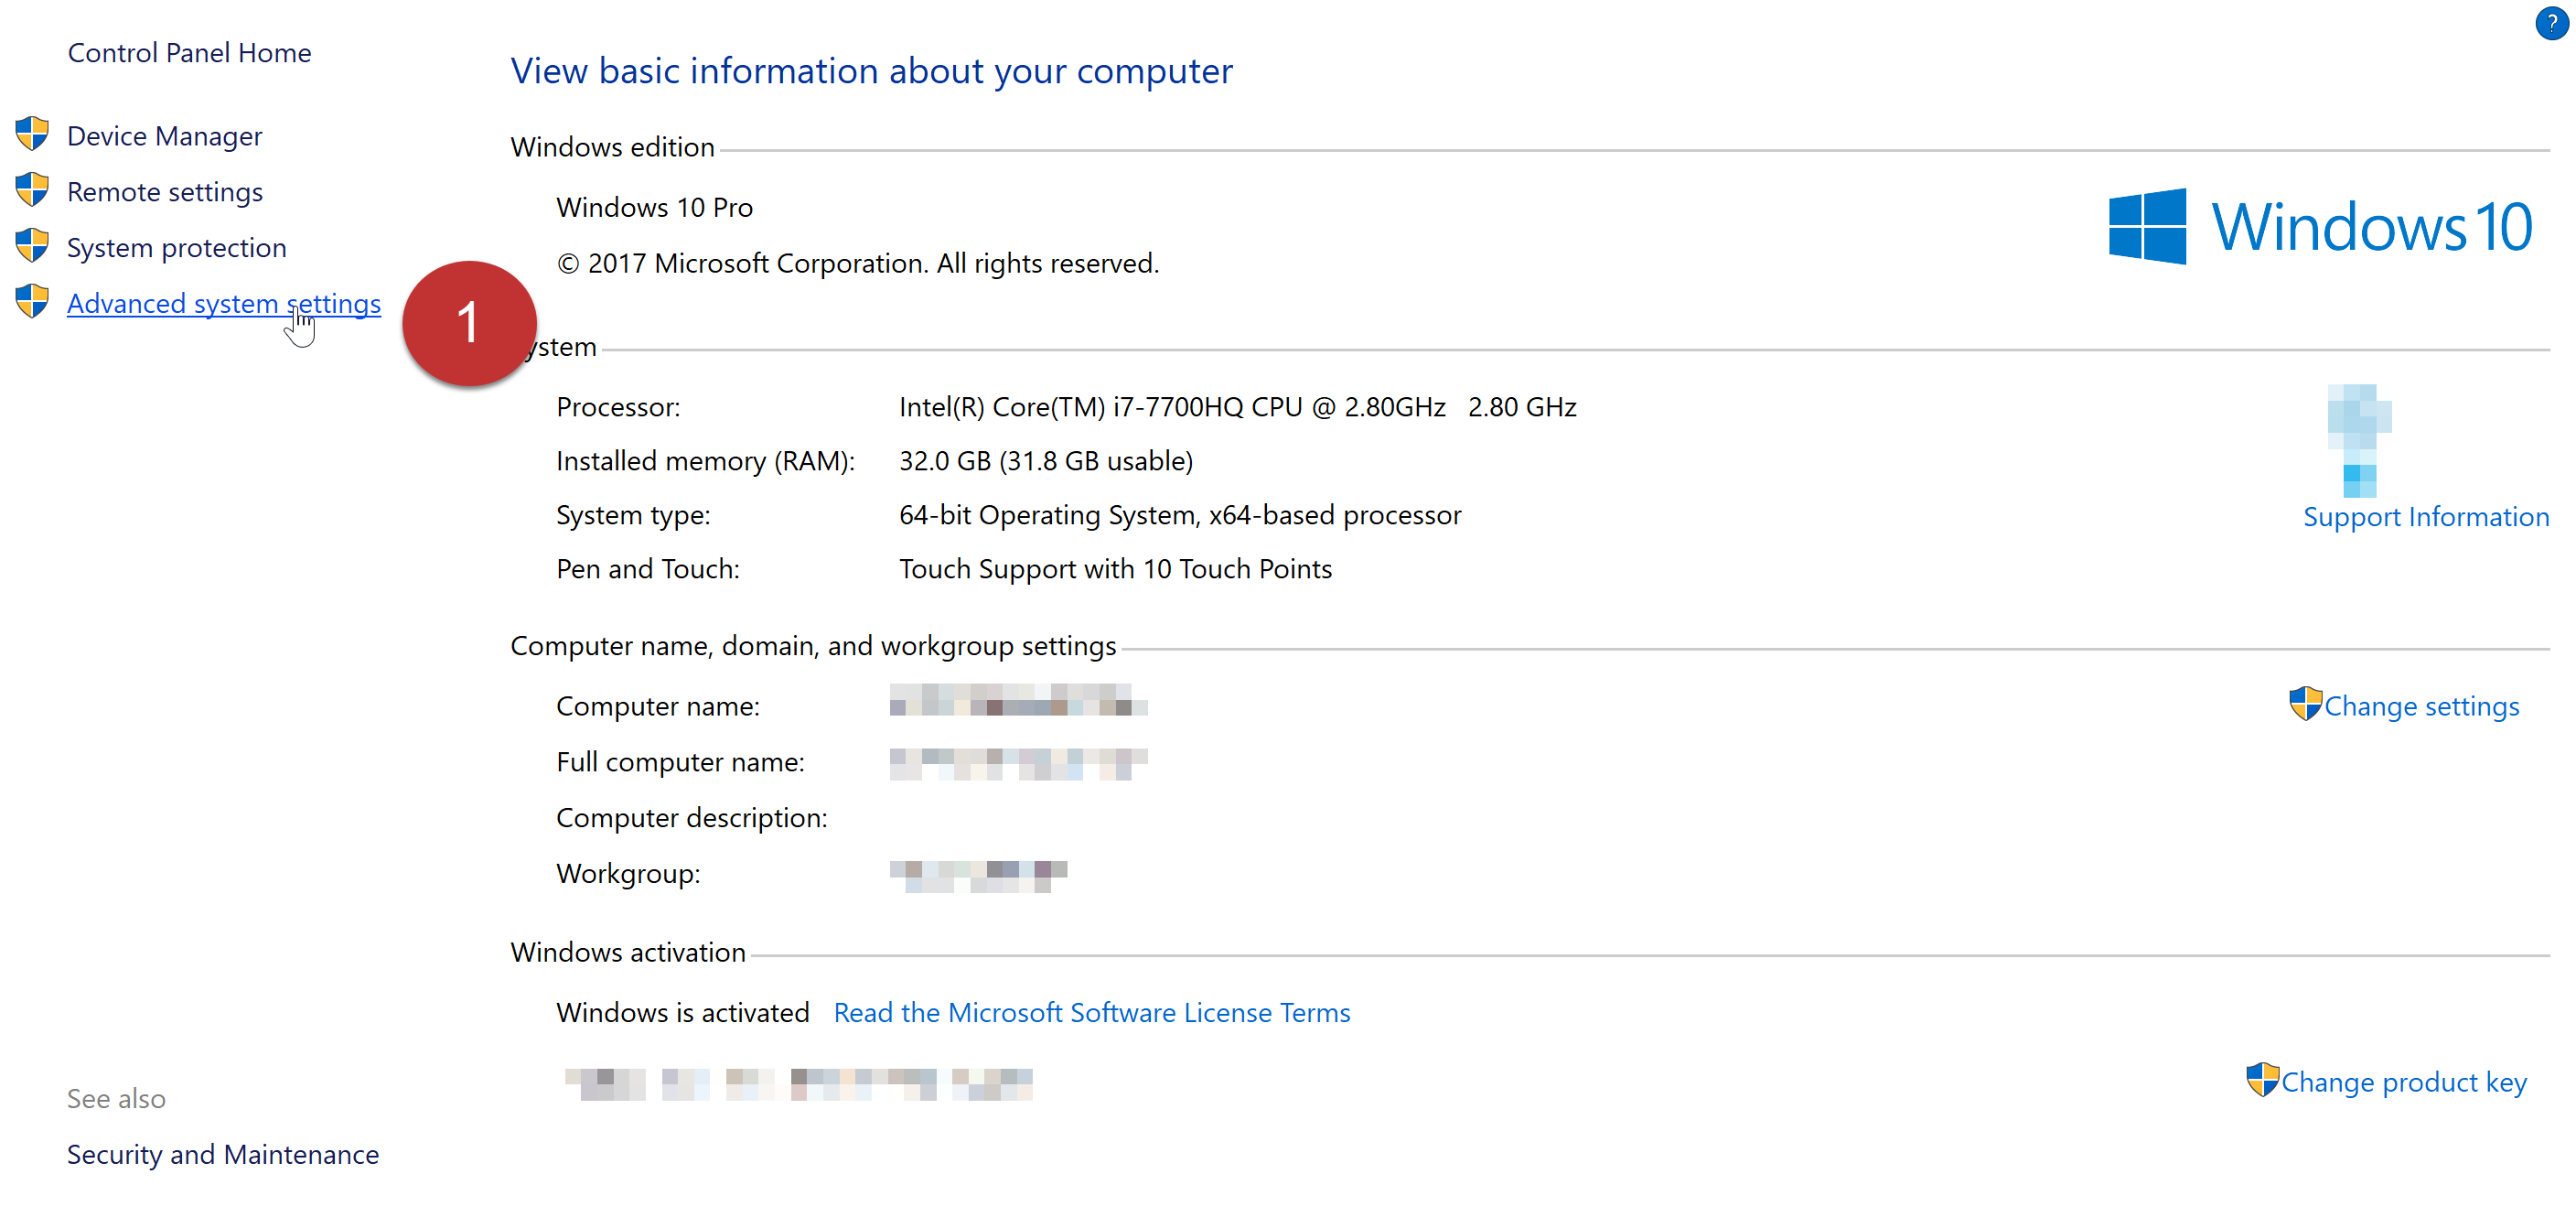 ?
Control Panel Home
Device Manager
Remote settings
System protection
Advanced system settings
1
View basic information about your computer
Windows edition
Windows 10 Pro
© 2017 Microsoft Corporation. All rights reserved.
Windows 10
ystem
Processor: Intel(R) Core(TM) i7-7700HQ CPU @ 2.80GHz 2.80 GHz
Installed memory (RAM): 32.0 GB (31.8 GB usable)
System type: 64-bit Operating System, x64-based processor
Pen and Touch: Touch Support with 10 Touch Points
Support Information
Computer name, domain, and workgroup settings
Computer name:
Change settings
Full computer name:
Computer description:
Workgroup:
Windows activation
Windows is activated Read the Microsoft Software License Terms
Change product key
See also
Security and Maintenance